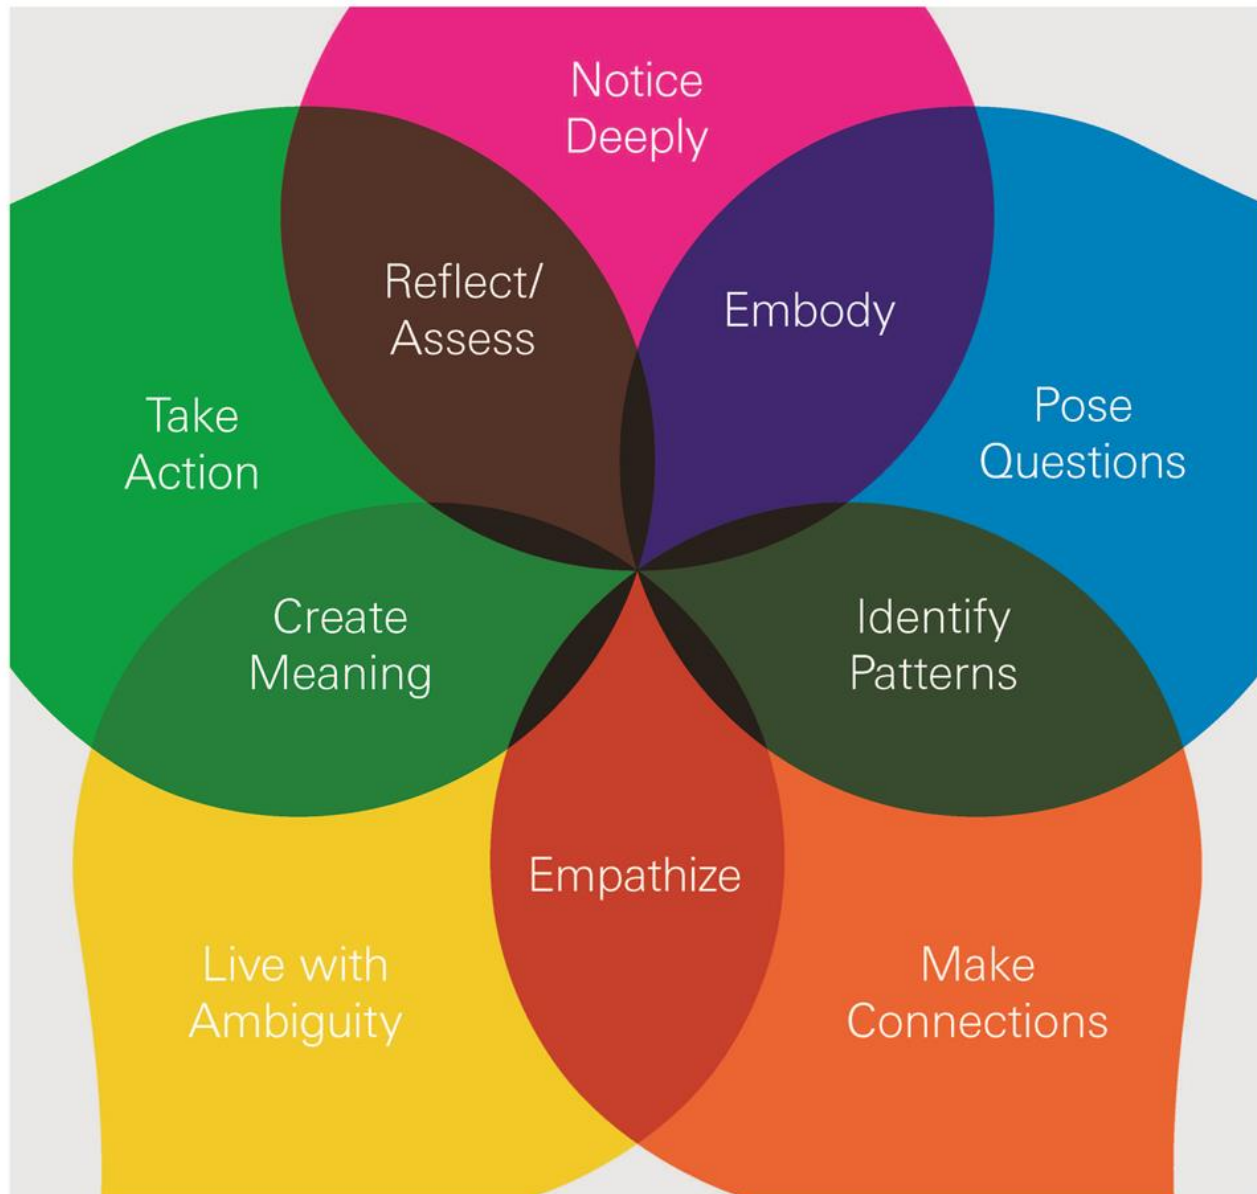 Notice
Deeply
Reflect/
Assess
Embody
Take
Action
Pose
Questions
Create
Meaning
Identify
Patterns
Empathize
Live with
Ambiguity
Make
Connections